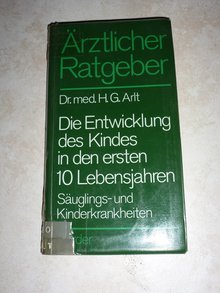 Ärztlicher
Ratgeber
Dr. med. H. G. Arlt
Die Entwicklung
des Kindes
in den ersten
10 Lebensjahren
Säuglings- und
Kinderkrankheiten